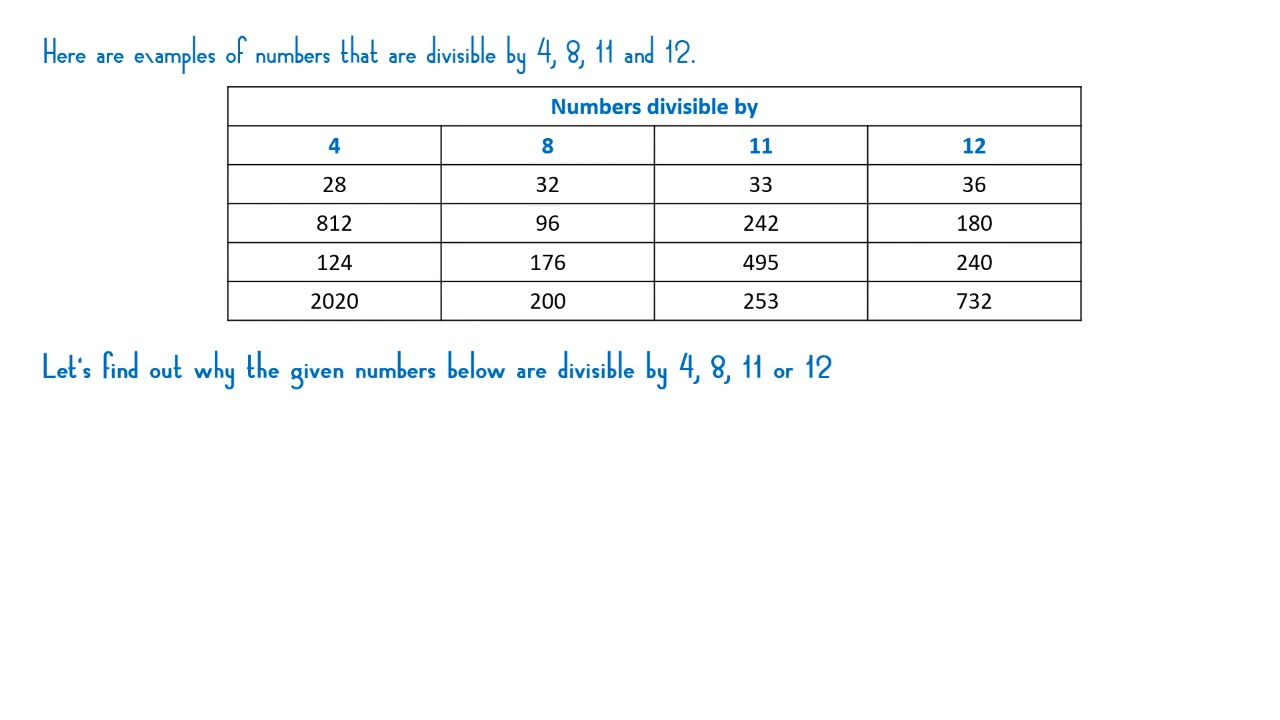 Here are examples of numbers that are divisible by 4, 8, 11 and 12.
Numbers divisible by
4 8 11 12
28 32 33 36
812 96 242 180
124 176 495 240
2020 200 253 732
Let's find out why the given numbers below are divisible by 4, 8, 11 or 12